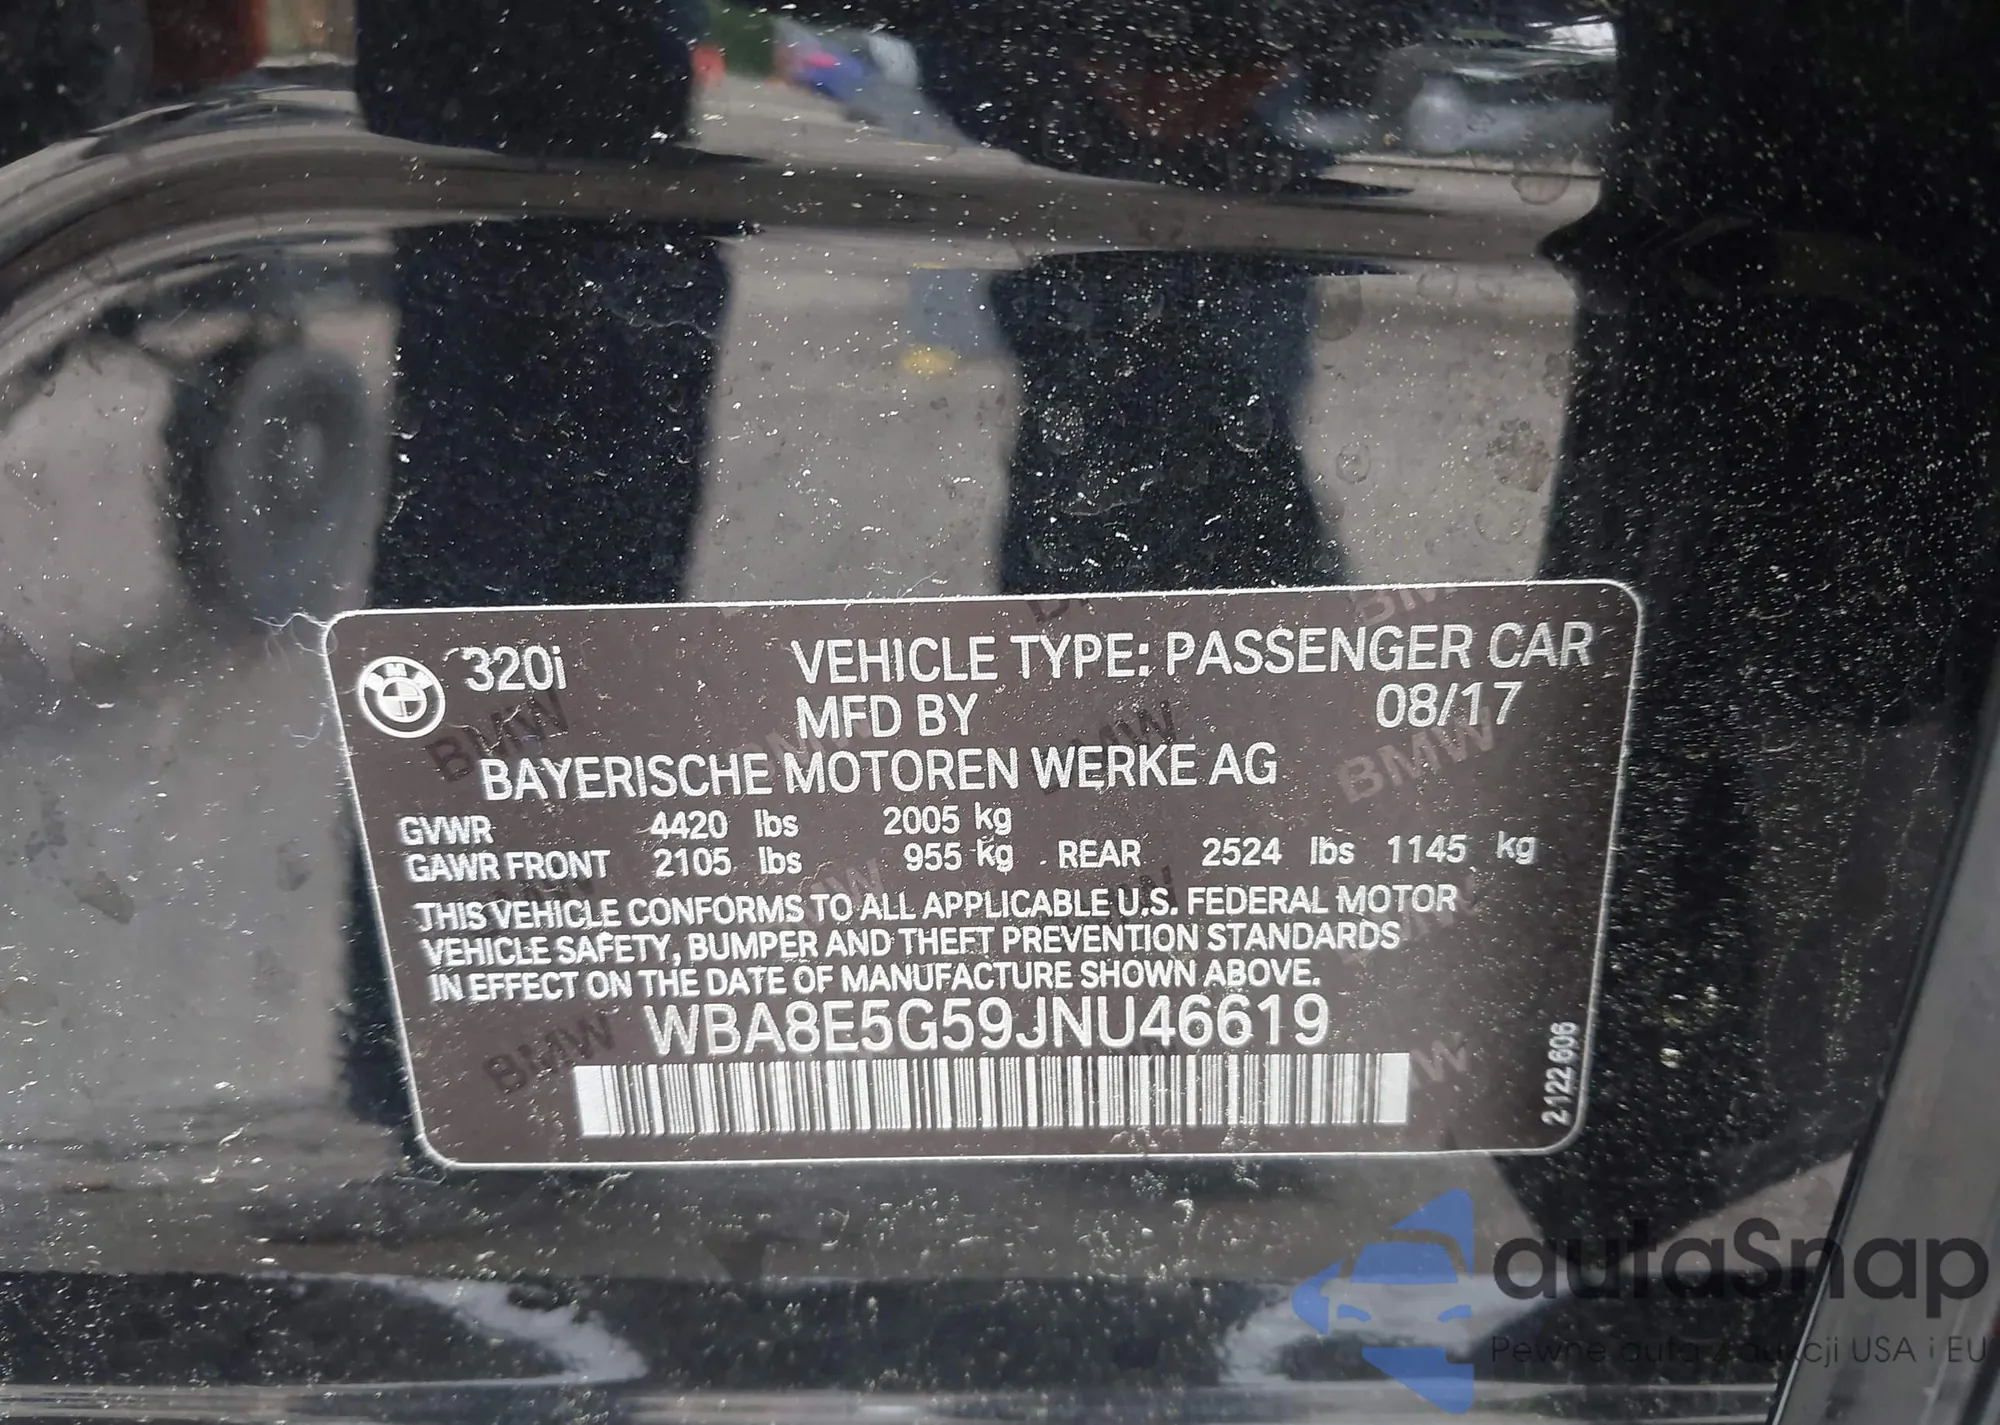 320i VEHICLE TYPE: PASSENGER CAR
MFD BY 08/17
BAYERISCHE MOTOREN WERKE AG
GVWR 4420 lbs 2005 kg
GAWR FRONT 2105 lbs 955 kg REAR 2524 lbs 1145 kg
THIS VEHICLE CONFORMS TO ALL APPLICABLE U.S. FEDERAL MOTOR
VEHICLE SAFETY, BUMPER AND THEFT PREVENTION STANDARDS
IN EFFECT ON THE DATE OF MANUFACTURE SHOWN ABOVE.
WBA8E5G59JNU46619
2122606
autaSnap
Pewne auta z aukcji USA i EU